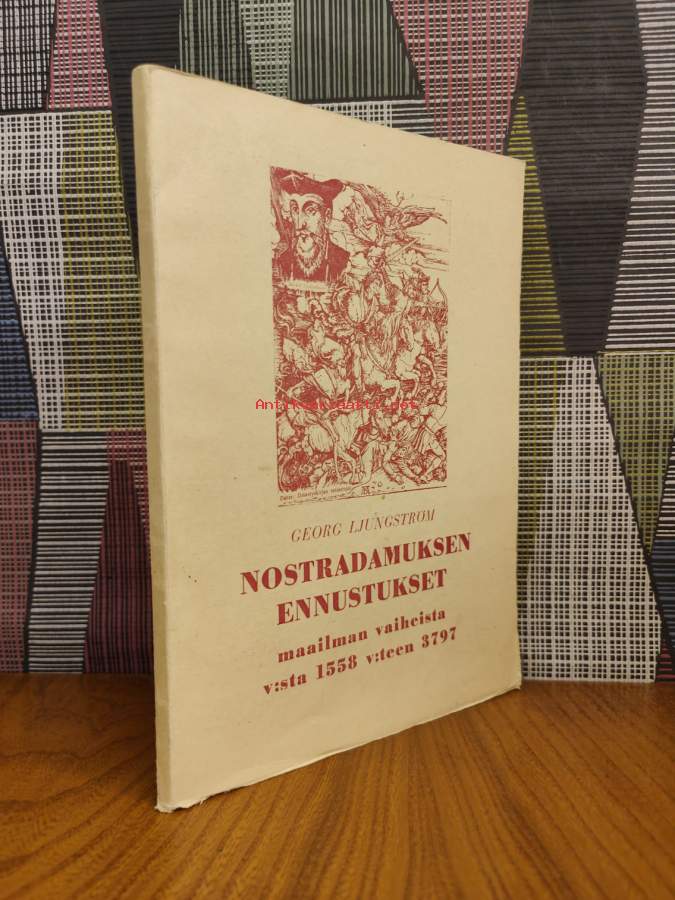 Antikvariaatti.net
GEORG LJUNGSTRÖM
NOSTRADAMUKSEN
ENNUSTUKSET
maailman vaiheista
v:sta 1558 v:teen 3797